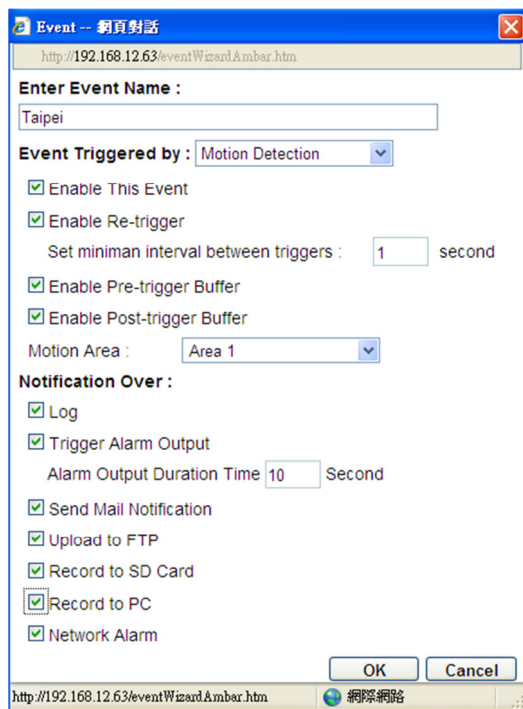 Event -- 網頁對話
http://192.168.12.63/eventWizardAmbar.htm
Enter Event Name :
Taipei
Event Triggered by : Motion Detection
Enable This Event
Enable Re-trigger
Set miniman interval between triggers : 1 second
Enable Pre-trigger Buffer
Enable Post-trigger Buffer
Motion Area : Area 1
Notification Over :
Log
Trigger Alarm Output
Alarm Output Duration Time 10 Second
Send Mail Notification
Upload to FTP
Record to SD Card
Record to PC
Network Alarm
OK Cancel
http://192.168.12.63/eventWizardAmbar.htm 網際網路